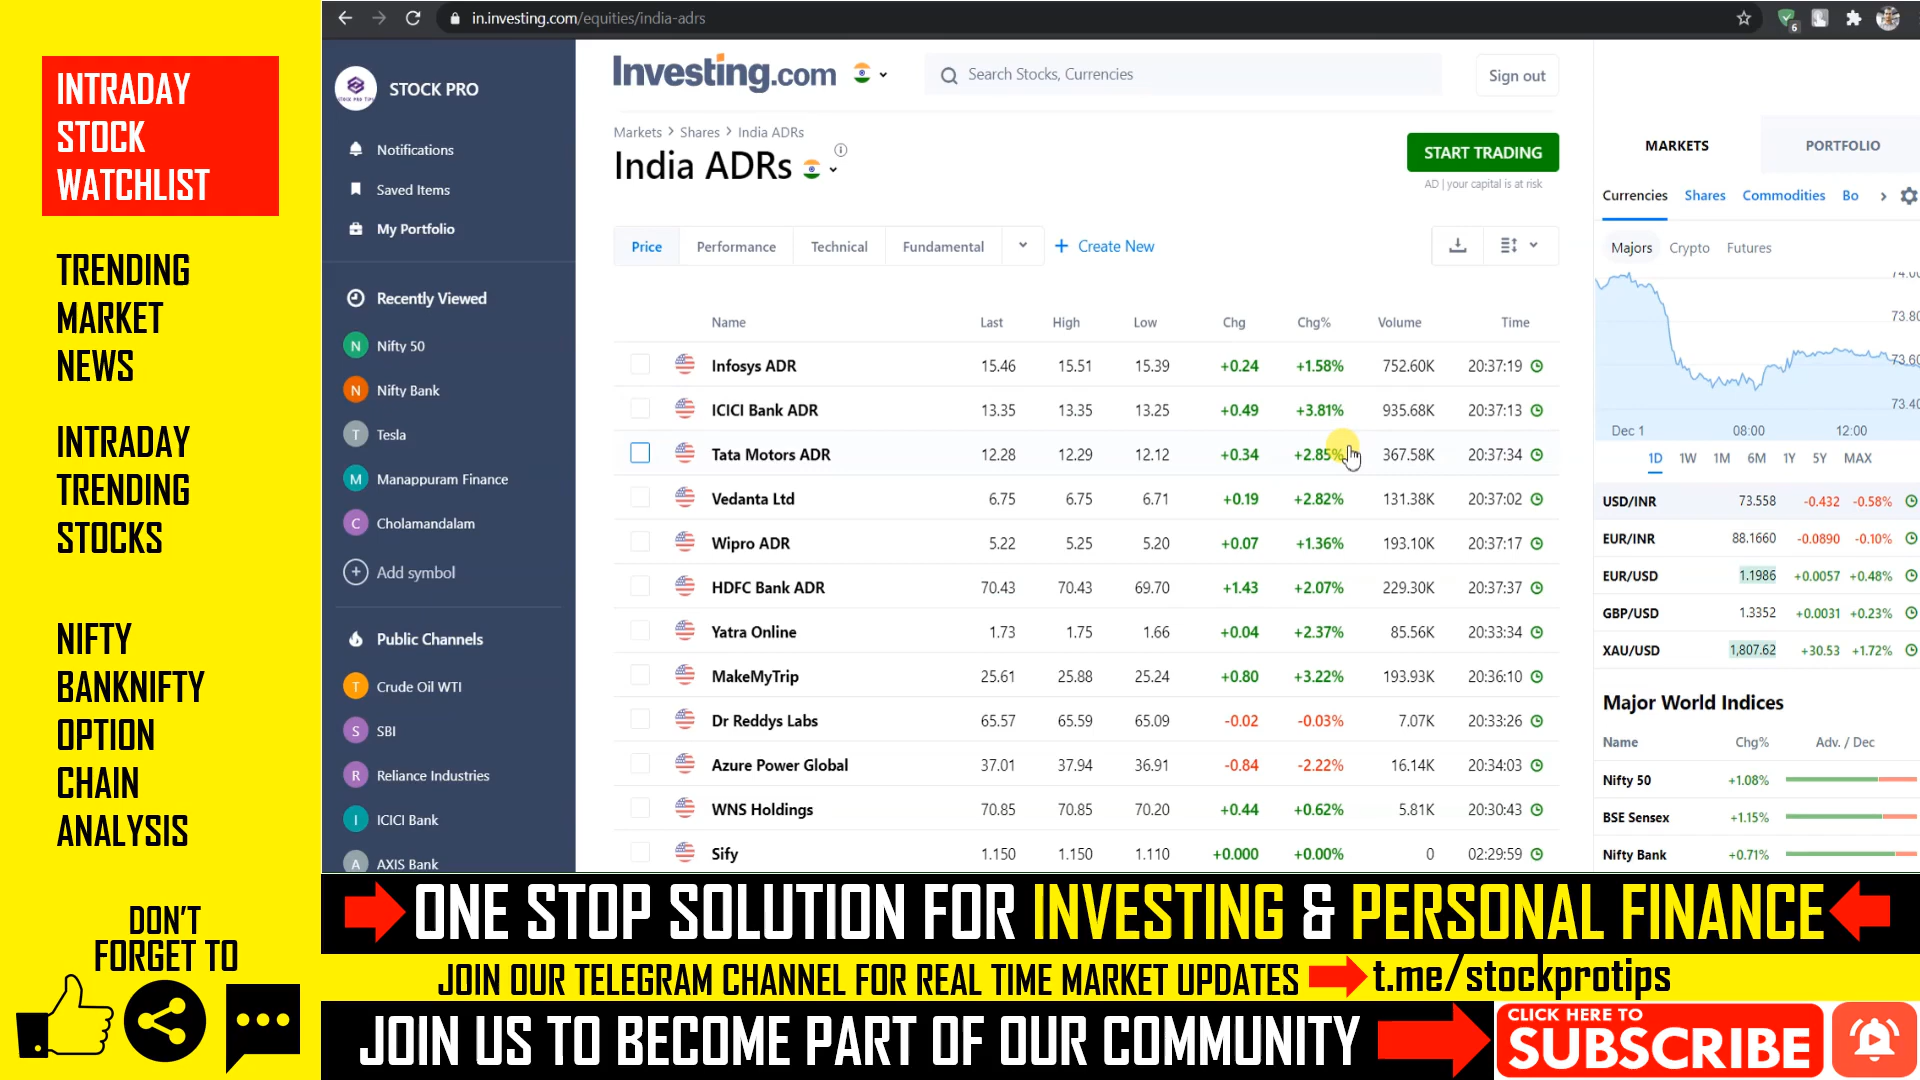 INTRADAY
STOCK
WATCHLIST
TRENDING
MARKET
NEWS
INTRADAY
TRENDING
STOCKS
NIFTY
BANKNIFTY
OPTION
CHAIN
ANALYSIS
DON'T
FORGET TO
in.investing.com/equities/india-adrs
6
STOCK PRO
STOCK PRO TIPS
Notifications
Saved Items
My Portfolio
Recently Viewed
N Nifty 50
N Nifty Bank
T Tesla
M Manappuram Finance
C Cholamandalam
Add symbol
Public Channels
T Crude Oil WTI
S SBI
R Reliance Industries
I ICICI Bank
A AXIS Bank
Investing.com
Search Stocks, Currencies
Sign out
Markets > Shares > India ADRs
India ADRs
START TRADING
AD | your capital is at risk
Price Performance Technical Fundamental + Create New
Name Last High Low Chg Chg% Volume Time
Infosys ADR 15.46 15.51 15.39 +0.24 +1.58% 752.60K 20:37:19
ICICI Bank ADR 13.35 13.35 13.25 +0.49 +3.81% 935.68K 20:37:13
Tata Motors ADR 12.28 12.29 12.12 +0.34 +2.85% 367.58K 20:37:34
Vedanta Ltd 6.75 6.75 6.71 +0.19 +2.82% 131.38K 20:37:02
Wipro ADR 5.22 5.25 5.20 +0.07 +1.36% 193.10K 20:37:17
HDFC Bank ADR 70.43 70.43 69.70 +1.43 +2.07% 229.30K 20:37:37
Yatra Online 1.73 1.75 1.66 +0.04 +2.37% 85.56K 20:33:34
MakeMyTrip 25.61 25.88 25.24 +0.80 +3.22% 193.93K 20:36:10
Dr Reddys Labs 65.57 65.59 65.09 -0.02 -0.03% 7.07K 20:33:26
Azure Power Global 37.01 37.94 36.91 -0.84 -2.22% 16.14K 20:34:03
WNS Holdings 70.85 70.85 70.20 +0.44 +0.62% 5.81K 20:30:43
Sify 1.150 1.150 1.110 +0.000 +0.00% 0 02:29:59
MARKETS PORTFOLIO
Currencies Shares Commodities Bo
Majors Crypto Futures
73.80
73.60
73.40
Dec 1 08:00 12:00
1D 1W 1M 6M 1Y 5Y MAX
USD/INR 73.558 -0.432 -0.58%
EUR/INR 88.1660 -0.0890 -0.10%
EUR/USD 1.1986 +0.0057 +0.48%
GBP/USD 1.3352 +0.0031 +0.23%
XAU/USD 1,807.62 +30.53 +1.72%
Major World Indices
Name Chg% Adv. / Dec
Nifty 50 +1.08%
BSE Sensex +1.15%
Nifty Bank +0.71%
ONE STOP SOLUTION FOR INVESTING & PERSONAL FINANCE
JOIN OUR TELEGRAM CHANNEL FOR REAL TIME MARKET UPDATES t.me/stockprotips
JOIN US TO BECOME PART OF OUR COMMUNITY
CLICK HERE TO
SUBSCRIBE